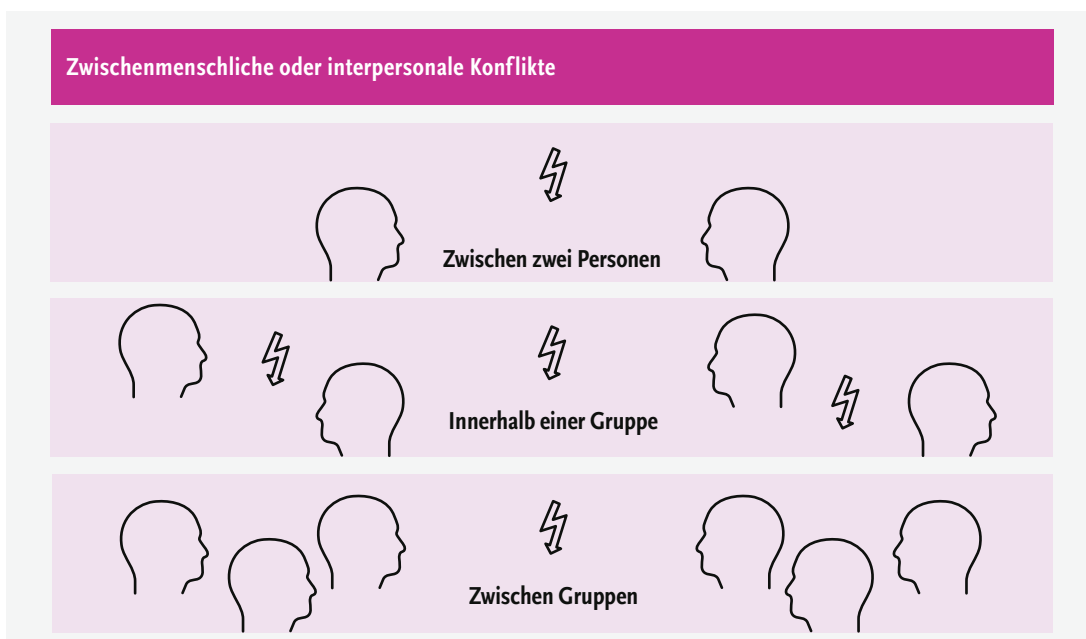 Zwischenmenschliche oder interpersonale Konflikte
Zwischen zwei Personen
Innerhalb einer Gruppe
Zwischen Gruppen